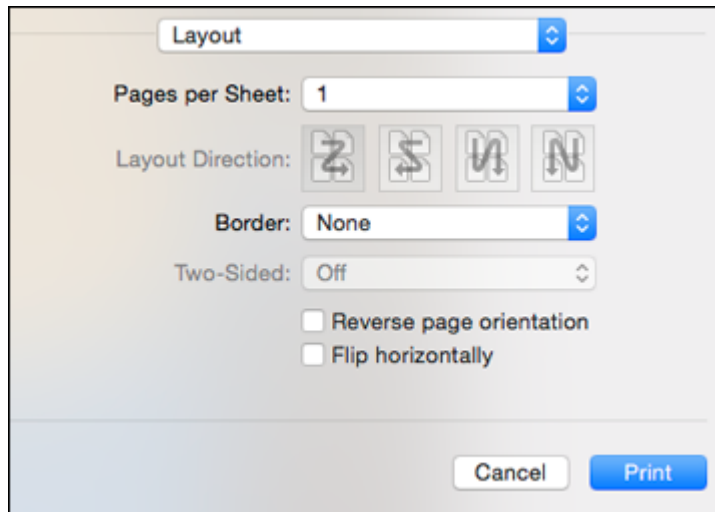 Layout
Pages per Sheet: 1
Layout Direction:
Border: None
Two-Sided: Off
Reverse page orientation
Flip horizontally
Cancel Print